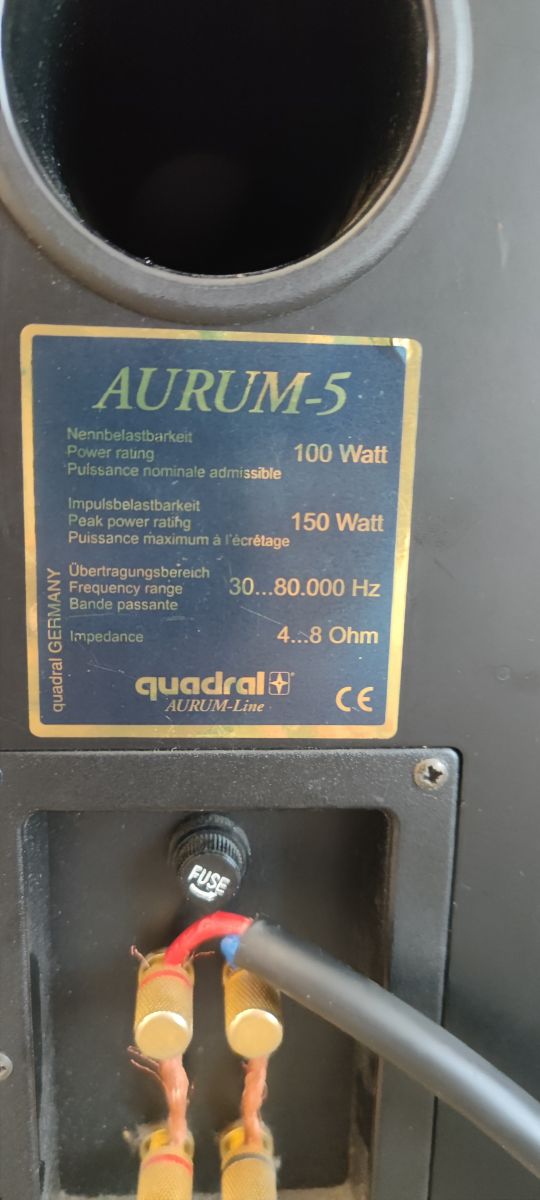 AURUM-5
Nennbelastbarkeit
Power rating 100 Watt
Puissance nominale admissible
Impulsbelastbarkeit
Peak power rating 150 Watt
Puissance maximum à l'écrêtage
Übertragungsbereich
Frequency range 30...80.000 Hz
Bande passante
Impedance 4...8 Ohm
quadral GERMANY
quadral
AURUM-Line
CE
FUSE